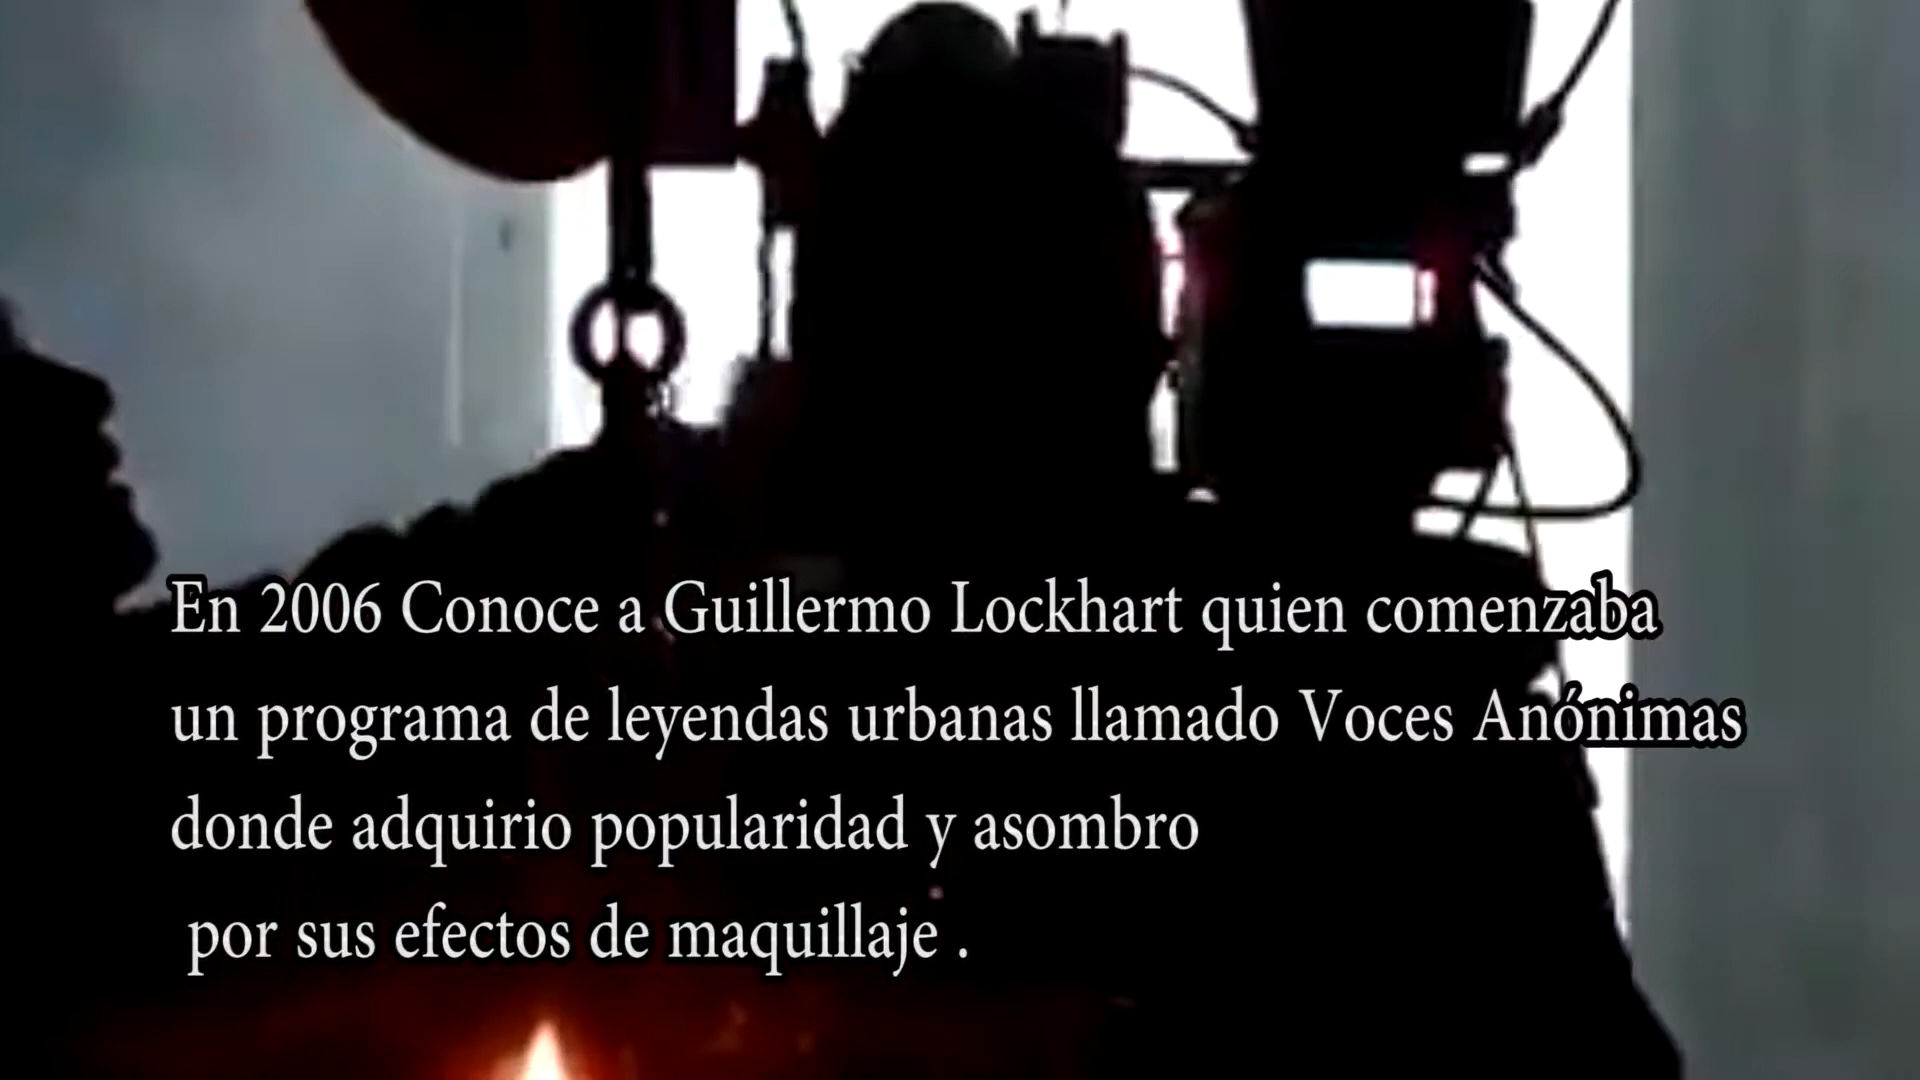 En 2006 Conoce a Guillermo Lockhart quien comenzaba
un programa de leyendas urbanas llamado Voces Anónimas
donde adquirio popularidad y asombro
por sus efectos de maquillaje .